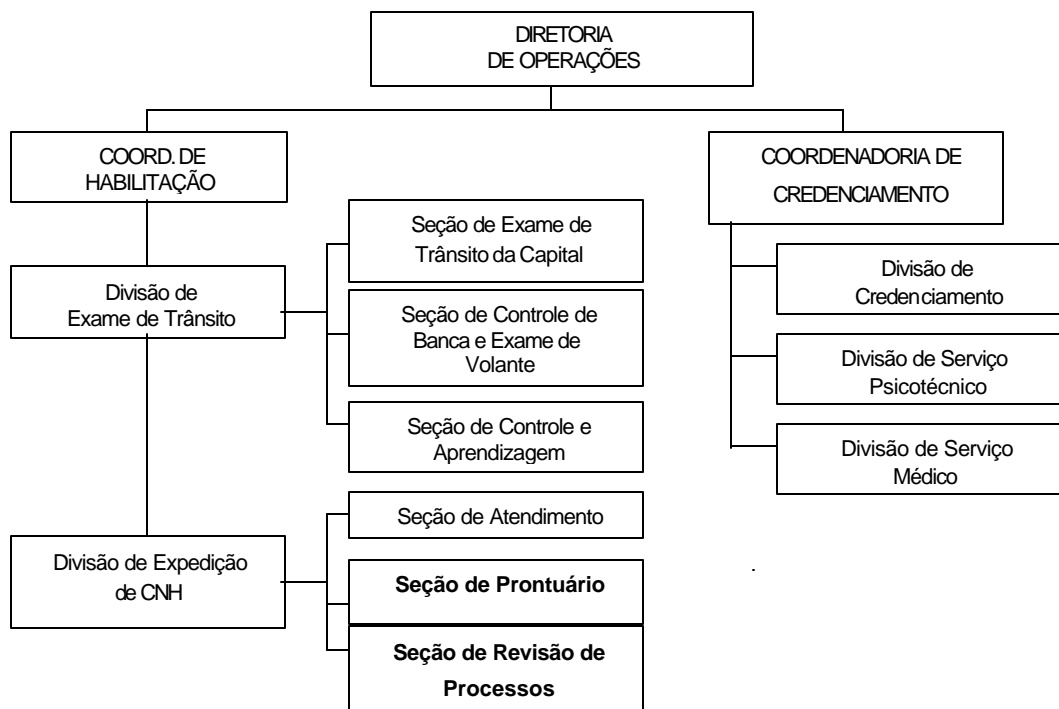 DIRETORIA
DE OPERAÇÕES
COORD. DE
HABILITAÇÃO
COORDENADORIA DE
CREDENCIAMENTO
Seção de Exame de
Trânsito da Capital
Divisão de
Exame de Trânsito
Seção de Controle de
Banca e Exame de
Volante
Seção de Controle e
Aprendizagem
Divisão de
Credenciamento
Divisão de Serviço
Psicotécnico
Divisão de Serviço
Médico
Divisão de Expedição
de CNH
Seção de Atendimento
Seção de Prontuário
Seção de Revisão de
Processos